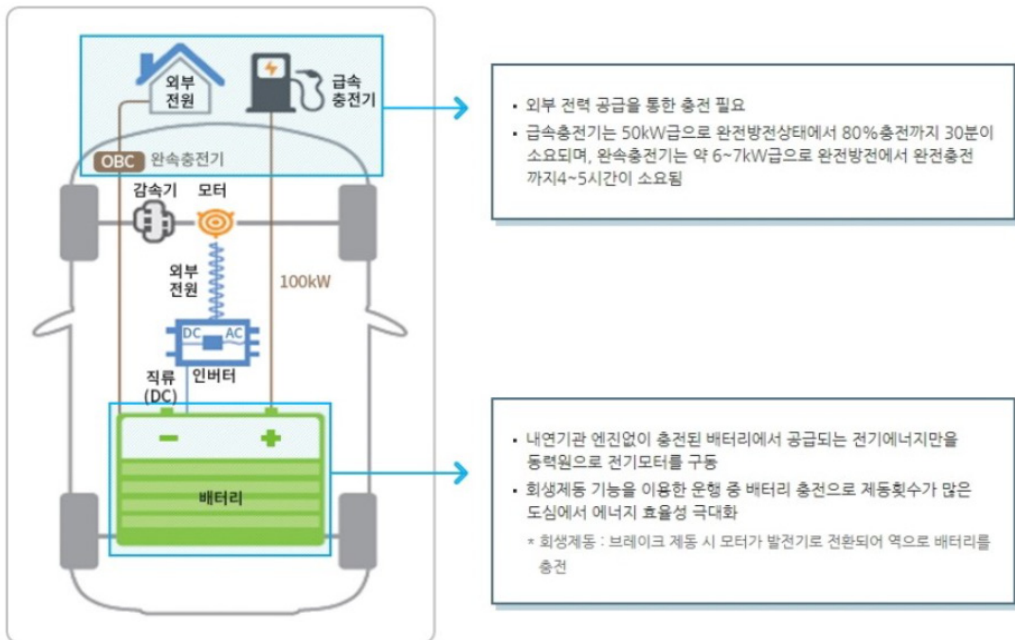 외부
전원
급속
충전기
OBC 완속충전기
감속기 모터
외부
전원
100kW
DC AC
인버터
직류
(DC)
배터리
▪ 외부 전력 공급을 통한 충전 필요
▪ 급속충전기는 50kW급으로 완전방전상태에서 80%충전까지 30분이
소요되며, 완속충전기는 약 6~7kW급으로 완전방전에서 완전충전
까지4~5시간이 소요됨
▪ 내연기관 엔진없이 충전된 배터리에서 공급되는 전기에너지만을
동력원으로 전기모터를 구동
▪ 회생제동 기능을 이용한 운행 중 배터리 충전으로 제동횟수가 많은
도심에서 에너지 효율성 극대화
* 회생제동 : 브레이크 제동 시 모터가 발전기로 전환되어 역으로 배터리를
충전